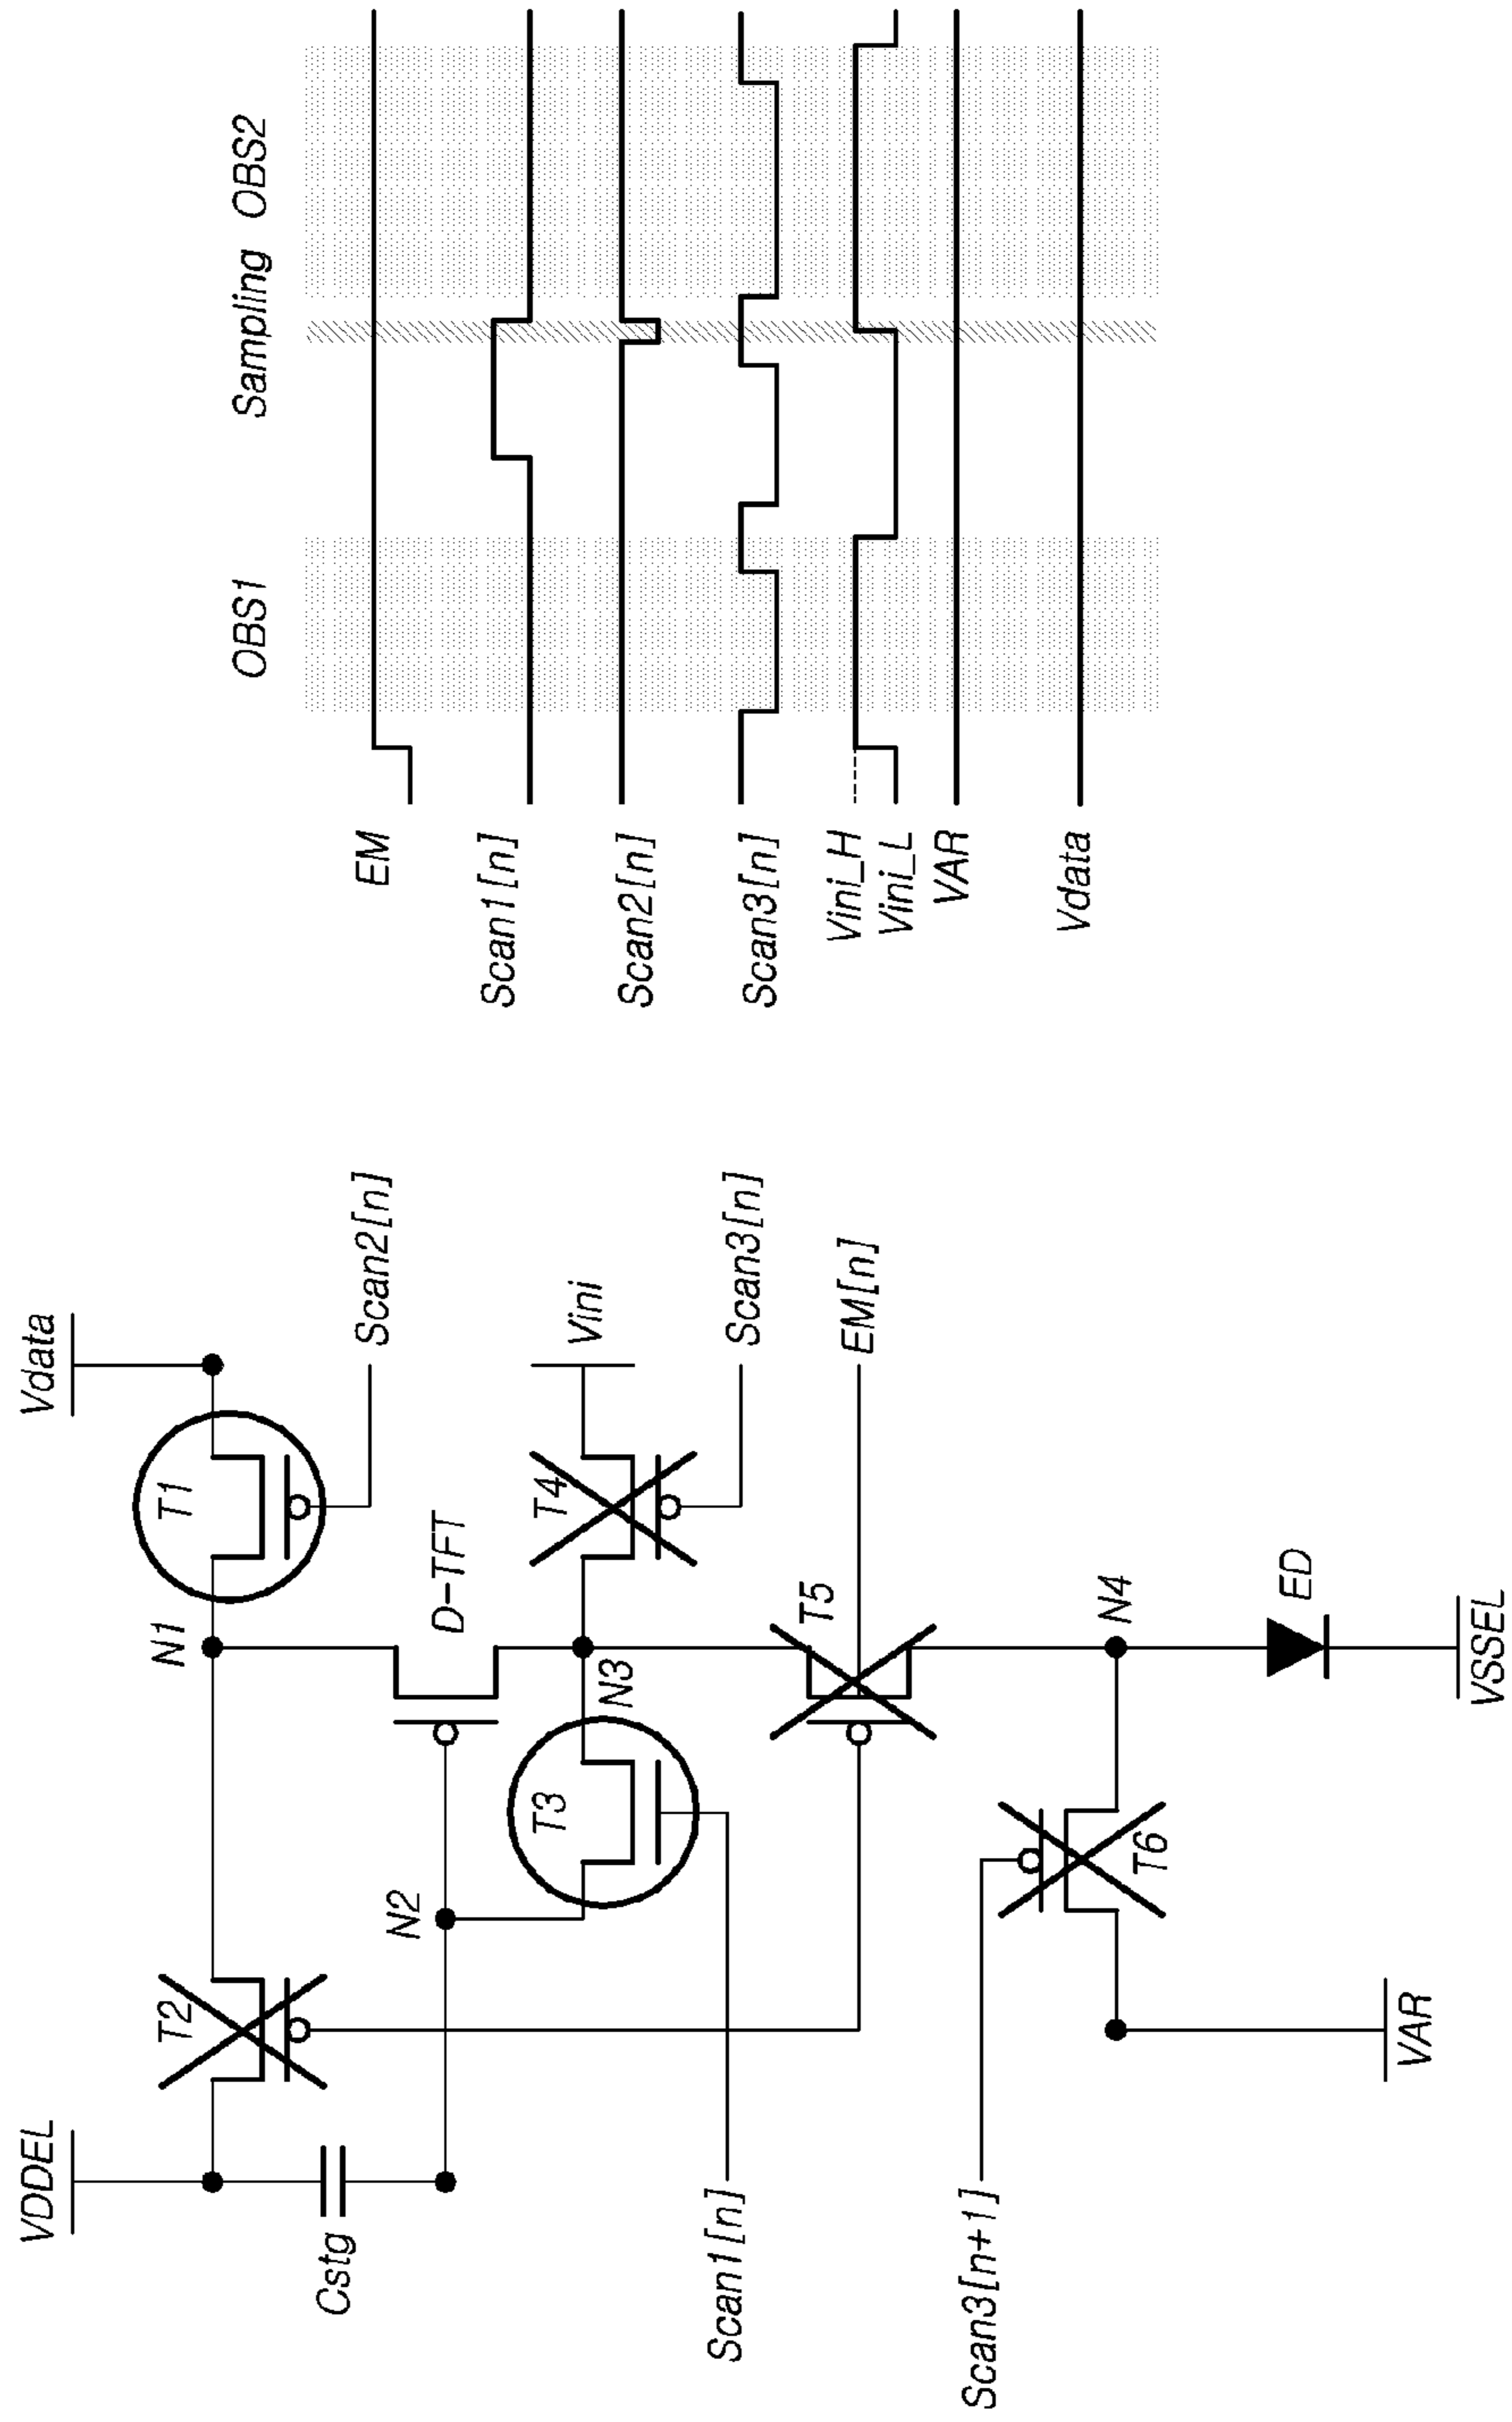 VDDEL
Vdata
T2
N1
T1
Cstg
N2
D-TFT
Scan2[n]
T3
N3
T4
Vini
Scan1[n]
Scan3[n]
T5
EM[n]
Scan3[n+1]
T6
N4
ED
VAR
VSSEL
OBS1
Sampling
OBS2
EM
Scan1[n]
Scan2[n]
Scan3[n]
Vini_H
Vini_L
VAR
Vdata